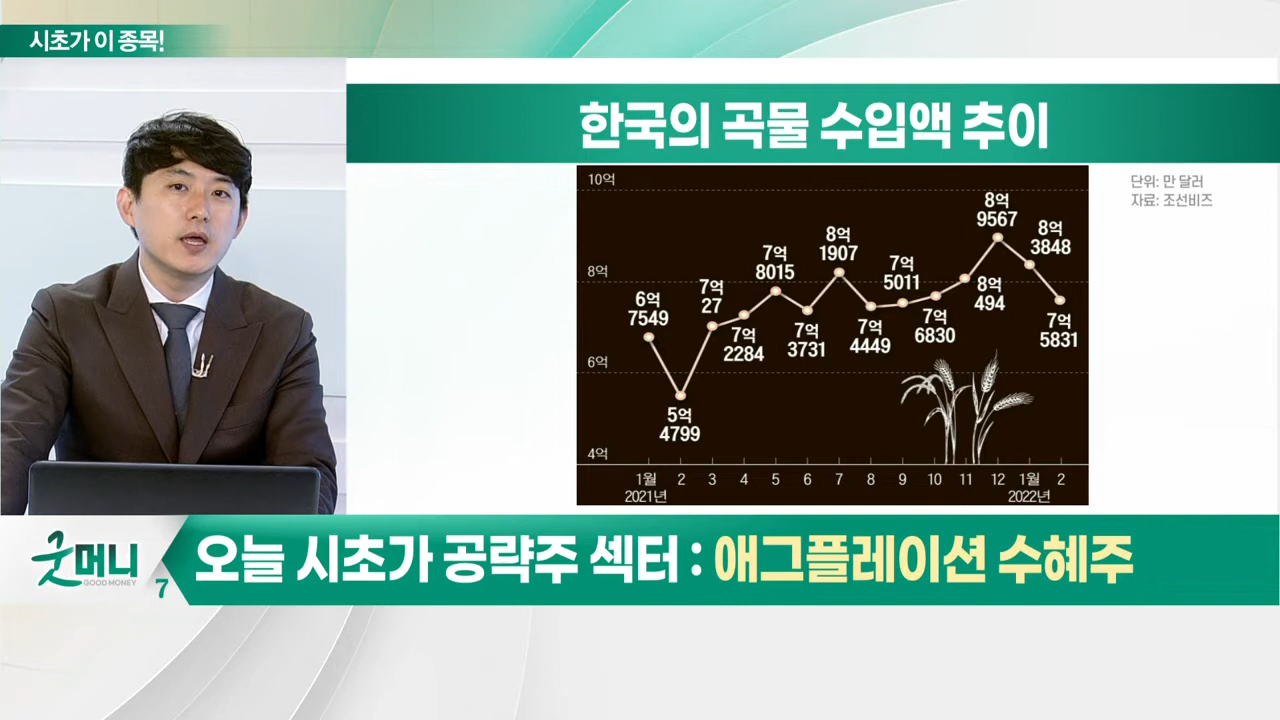 시초가 이 종목!
한국의 곡물 수입액 추이
단위: 만 달러
자료: 조선비즈
10억
8억
6억
4억
6억
7549
5억
4799
7억
27
7억
2284
7억
8015
7억
3731
8억
1907
7억
4449
7억
5011
7억
6830
8억
494
8억
9567
8억
3848
7억
5831
1월 2 3 4 5 6 7 8 9 10 11 12 1월 2
2021년 2022년
굿머니
GOOD MONEY
7
오늘 시초가 공략주 섹터 : 애그플레이션 수혜주